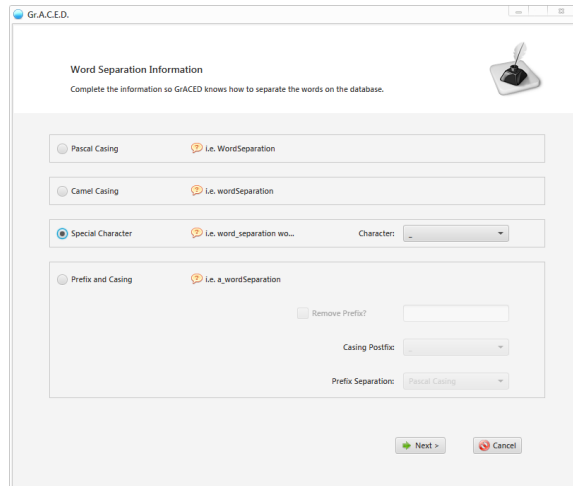 Gr.A.C.E.D.
Word Separation Information
Complete the information so GrACED knows how to separate the words on the database.
Pascal Casing ? i.e. WordSeparation
Camel Casing ? i.e. wordSeparation
Special Character ? i.e. word_separation wo... Character: _
Prefix and Casing ? i.e. a_wordSeparation
Remove Prefix?
Casing Postfix: _
Prefix Separation: Pascal Casing
Next > Cancel